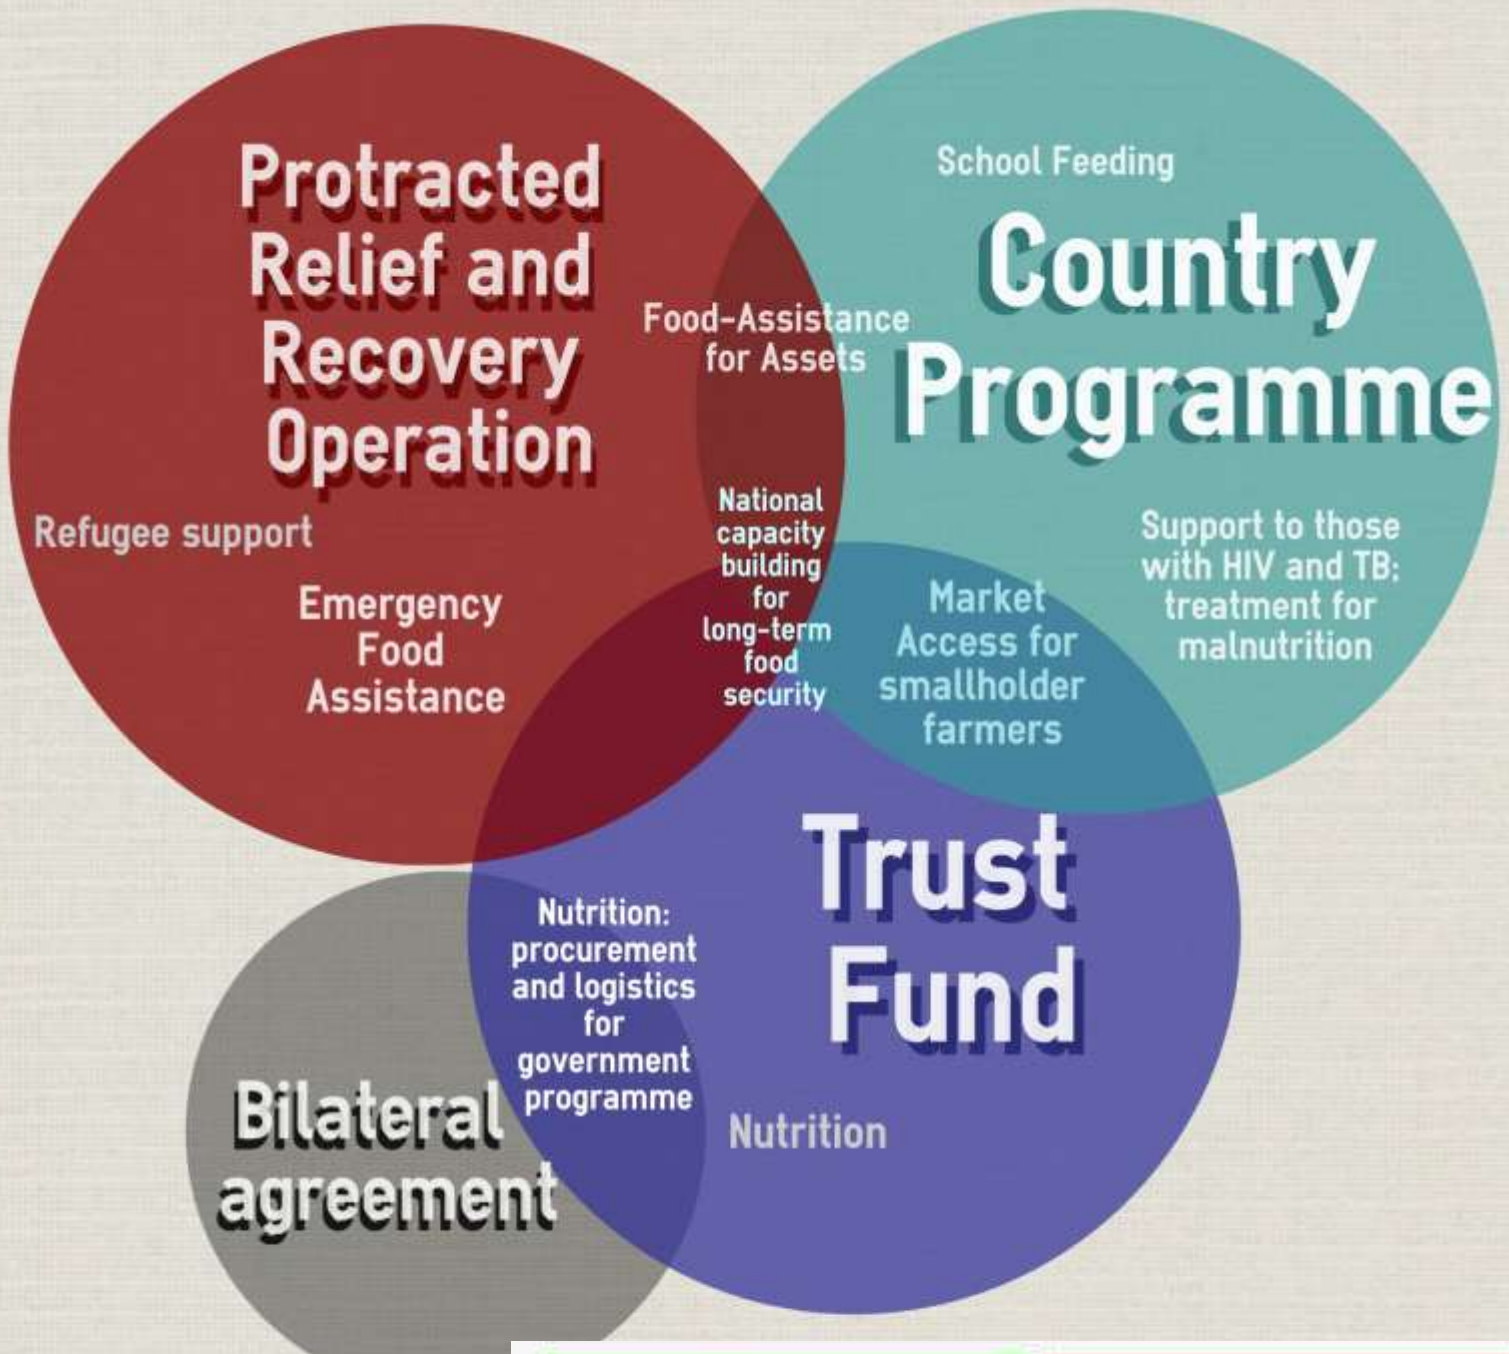 Protracted
Relief and
Recovery
Operation
Refugee support
Emergency
Food
Assistance
Food-Assistance
for Assets
School Feeding
Country
Programme
Support to those
with HIV and TB:
treatment for
malnutrition
National
capacity
building
for
long-term
food
security
Market
Access for
smallholder
farmers
Trust
Fund
Nutrition:
procurement
and logistics
for
government
programme
Nutrition
Bilateral
agreement